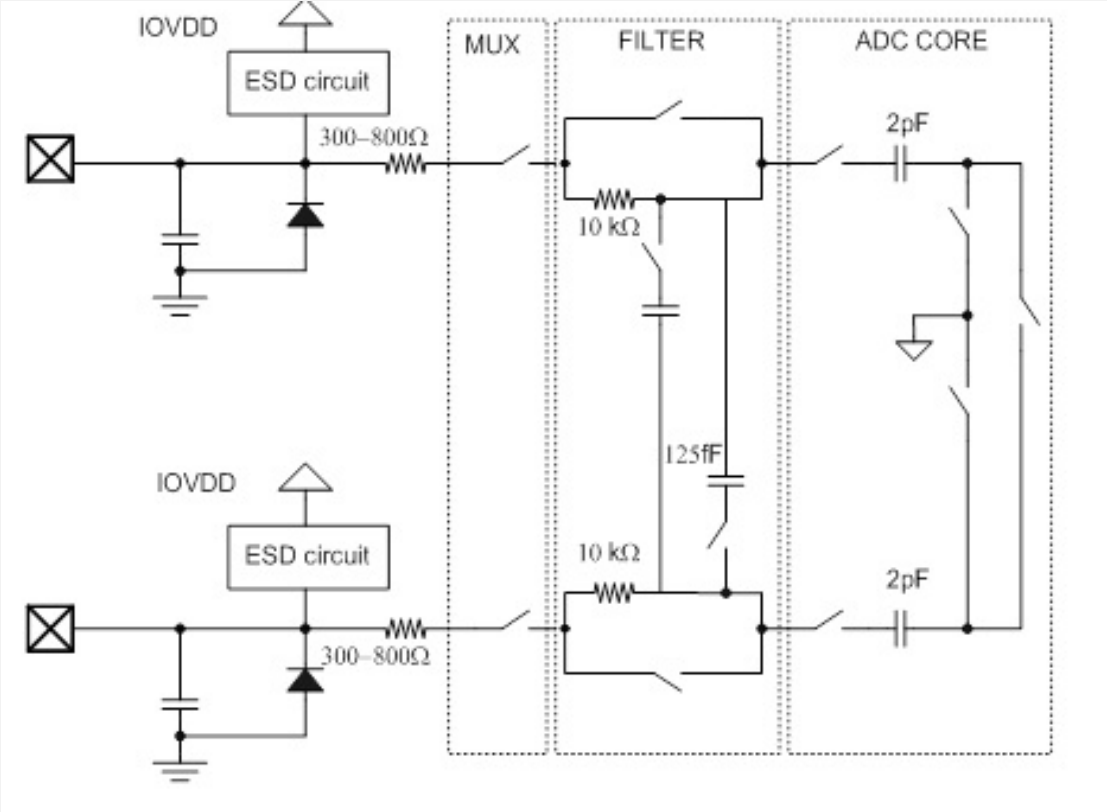 IOVDD
MUX
FILTER
ADC CORE
ESD circuit
300–800Ω
2pF
10 kΩ
125fF
IOVDD
ESD circuit
10 kΩ
2pF
300–800Ω